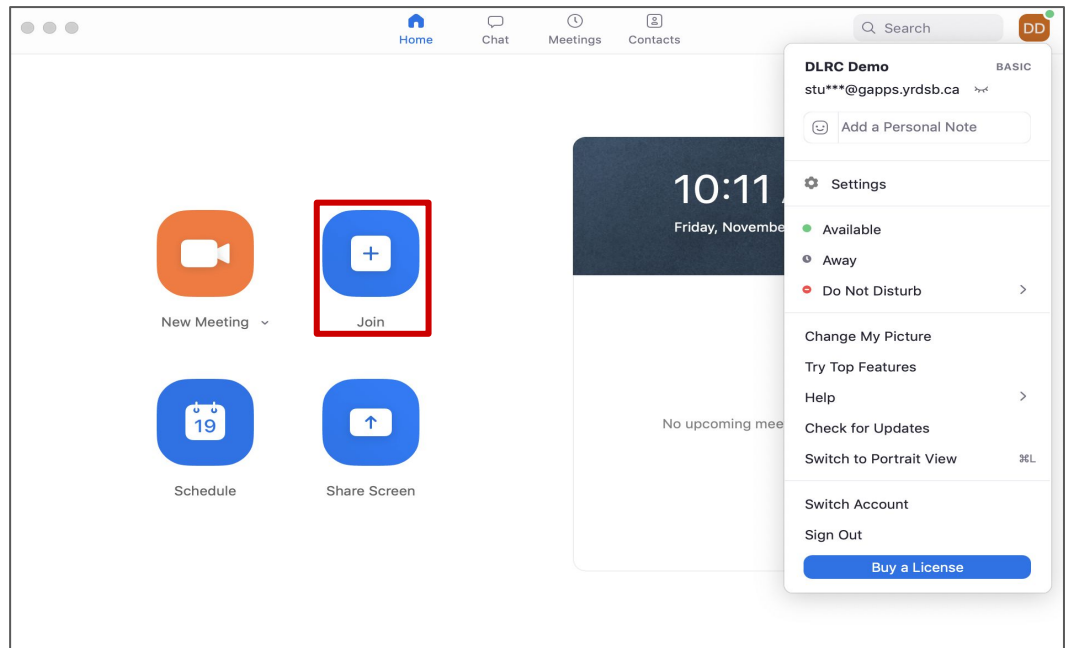 Home Chat Meetings Contacts
Search
DD
New Meeting
Join
19
Schedule
Share Screen
10:11
Friday, Novembe
No upcoming mee
DLRC Demo BASIC
stu***@gapps.yrdsb.ca
Add a Personal Note
Settings
Available
Away
Do Not Disturb
Change My Picture
Try Top Features
Help
Check for Updates
Switch to Portrait View ⌘L
Switch Account
Sign Out
Buy a License